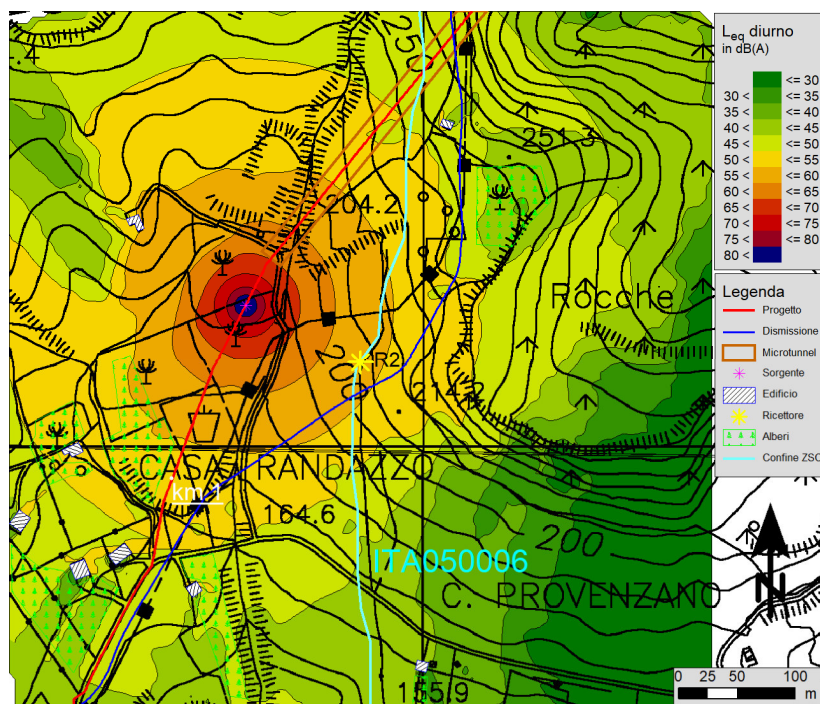 L eq diurno
in dB(A)
<= 30
30 < <= 35
35 < <= 40
40 < <= 45
45 < <= 50
50 < <= 55
55 < <= 60
60 < <= 65
65 < <= 70
70 < <= 75
75 < <= 80
80 <
Legenda
Progetto
Dismissione
Microtunnel
Sorgente
Edificio
Ricettore
Alberi
Confine ZSC
250
251.3
204.2
Rocche
200
R2
CASA RANDAZZO
km 1
164.6
200
ITA050006
C. PROVENZANO
155.9
N
0 25 50 100
m